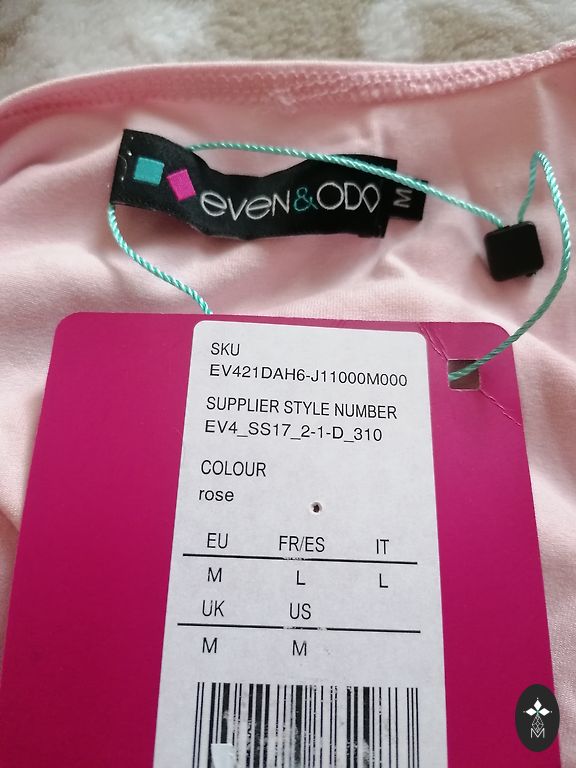 EVEN&ODD
M
SKU
EV421DAH6-J11000M000
SUPPLIER STYLE NUMBER
EV4_SS17_2-1-D_310
COLOUR
rose
EU FR/ES IT
M L L
UK US
M M
M